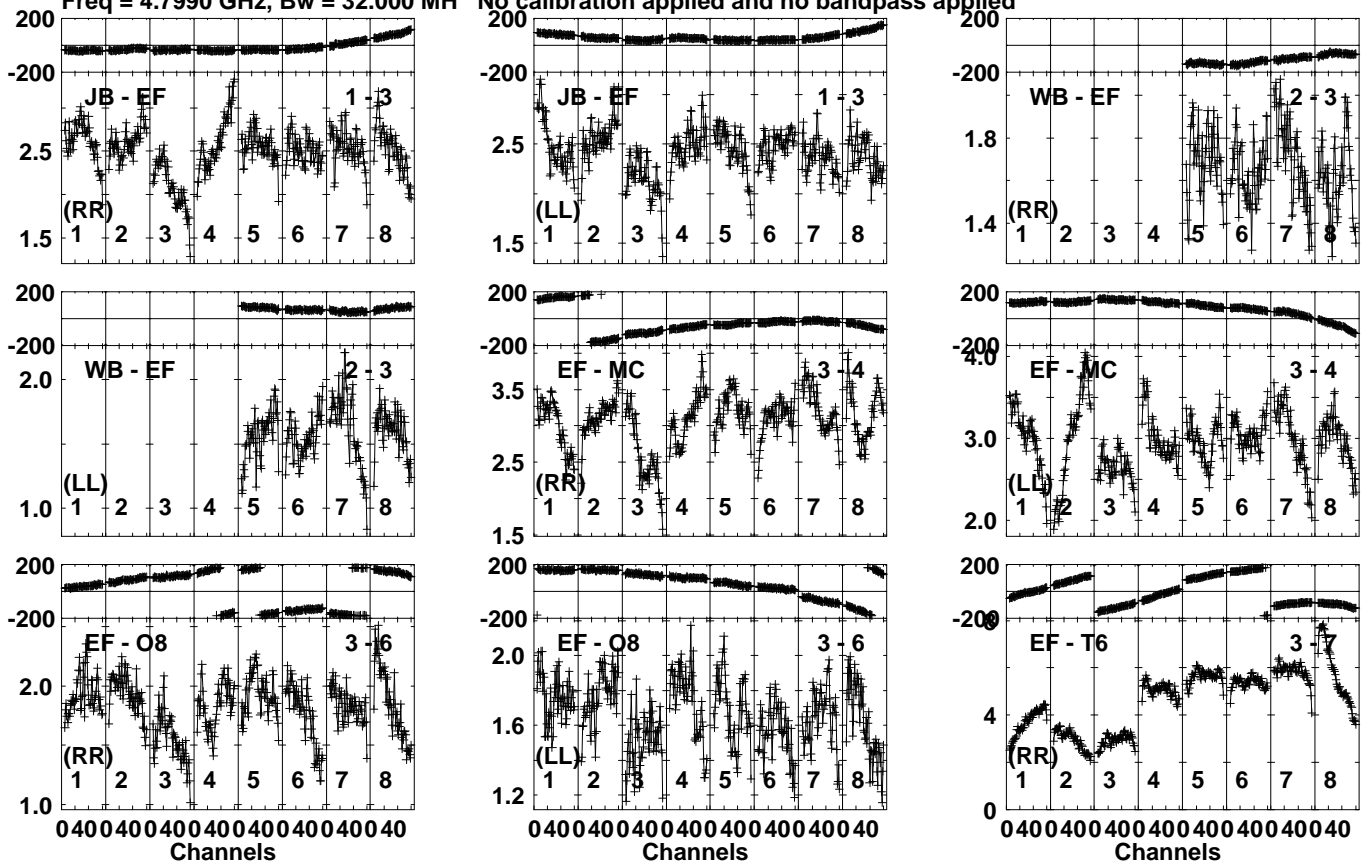 Freq = 4.7990 GHz, Bw = 32.000 MH No calibration applied and no bandpass applied
200
-200
JB - EF 1 - 3
2.5
1.5
(RR)
1 2 3 4 5 6 7 8
JB - EF 1 - 3
2.5
1.5
(LL)
1 2 3 4 5 6 7 8
200
-200
WB - EF 2 - 3
1.8
1.4
(RR)
1 2 3 4 5 6 7 8
200
-200
WB - EF 2 - 3
2.0
1.0
(LL)
1 2 3 4 5 6 7 8
EF - MC 3 - 4
3.5
2.5
1.5
(RR)
1 2 3 4 5 6 7 8
200
-200
EF - MC 3 - 4
4.0
3.0
2.0
(LL)
1 2 3 4 5 6 7 8
200
-200
EF - O8 3 - 6
2.0
1.0
(RR)
1 2 3 4 5 6 7 8
0 40 0 40 0 40 0 40 0 40 0 40 0 40 0 40
Channels
EF - O8 3 - 6
2.0
1.6
1.2
(LL)
1 2 3 4 5 6 7 8
0 40 0 40 0 40 0 40 0 40 0 40 0 40 0 40
Channels
200
-200
EF - T6 3 - 7
8
4
0
(RR)
1 2 3 4 5 6 7 8
0 40 0 40 0 40 0 40 0 40 0 40 0 40 0 40
Channels